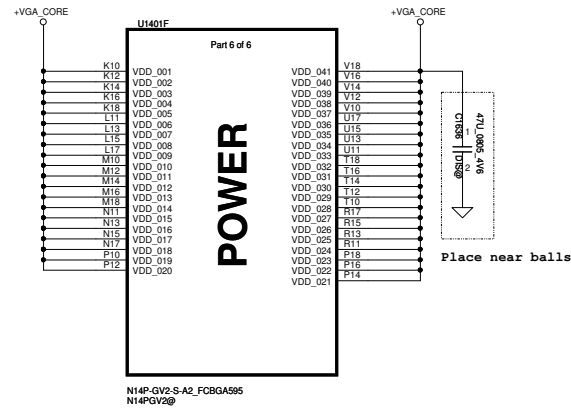 +VGA_CORE
+VGA_CORE
U1401F
Part 6 of 6
K10 VDD_001
K12 VDD_002
K14 VDD_003
K16 VDD_004
K18 VDD_005
L11 VDD_006
L13 VDD_007
L15 VDD_008
L17 VDD_009
M10 VDD_010
M12 VDD_011
M14 VDD_012
M16 VDD_013
M18 VDD_014
N11 VDD_015
N13 VDD_016
N15 VDD_017
N17 VDD_018
P10 VDD_019
P12 VDD_020
POWER
VDD_041 V18
VDD_040 V16
VDD_039 V14
VDD_038 V12
VDD_037 V10
VDD_036 U17
VDD_035 U15
VDD_034 U13
VDD_033 U11
VDD_032 T18
VDD_031 T16
VDD_030 T14
VDD_029 T12
VDD_028 T10
VDD_027 R17
VDD_026 R15
VDD_025 R13
VDD_024 R11
VDD_023 P18
VDD_022 P16
VDD_021 P14
47U_0805_4V6
1
2
C1636
DIS@
Place near balls
N14P-GV2-S-A2_FCBGA595
N14PGV2@